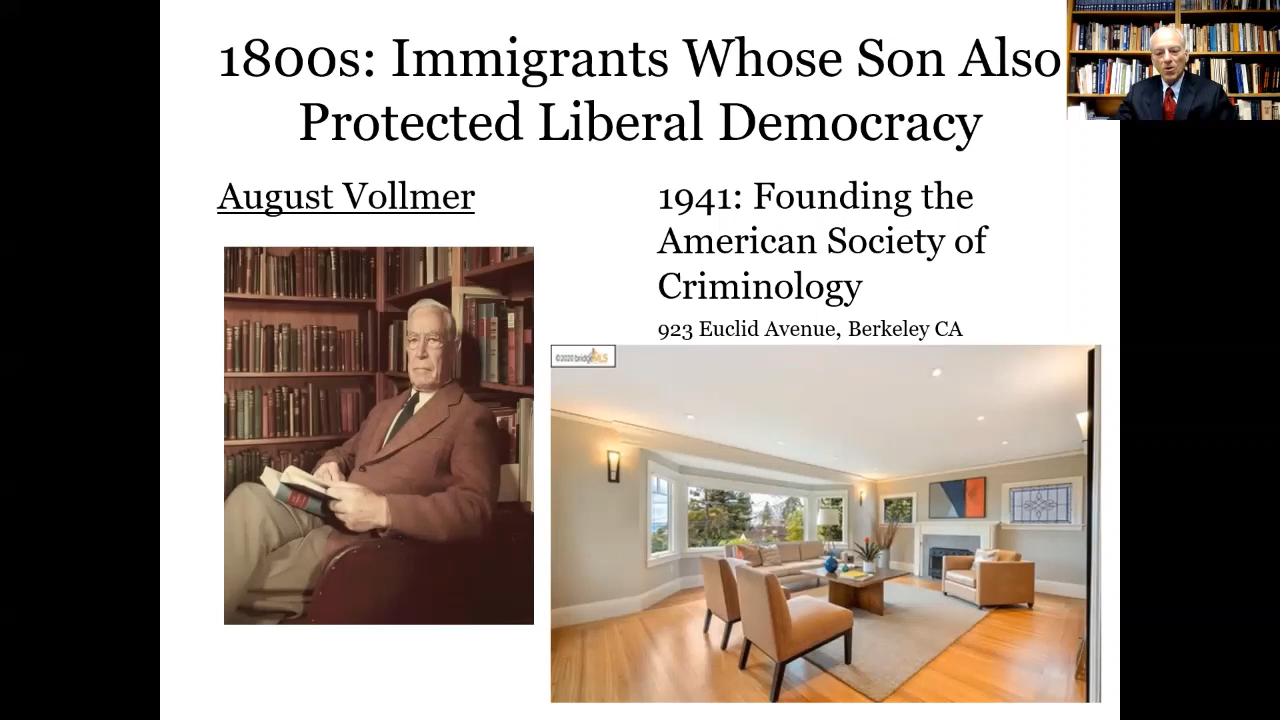 1800s: Immigrants Whose Son Also
Protected Liberal Democracy
August Vollmer
1941: Founding the
American Society of
Criminology
923 Euclid Avenue, Berkeley CA
©2020 bridgeMLS